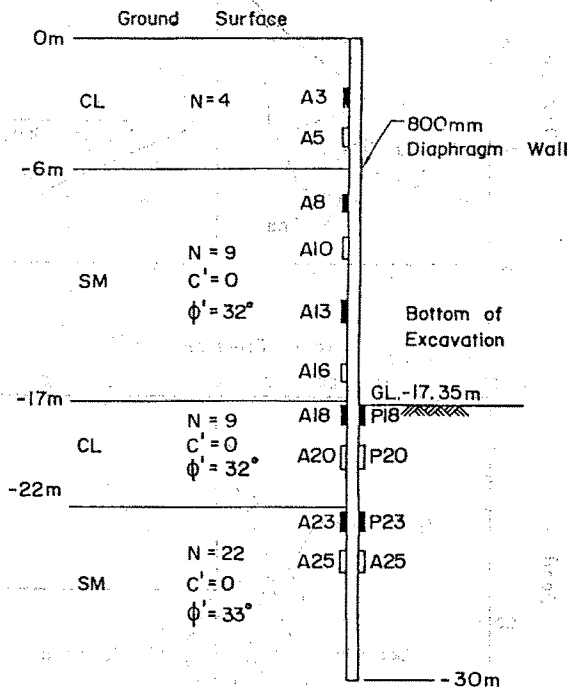 Ground Surface
0m
CL N=4 A3
A5
800mm
Diaphragm Wall
-6m
A8
A10
N = 9
C'=0
SM
ϕ'= 32°
A13
Bottom of
Excavation
A16
GL.-17.35m
-17m
N = 9
A18 P18
CL
C'=0
ϕ'= 32°
A20 P20
-22m
A23 P23
N = 22
A25 A25
SM
C'=0
ϕ'= 33°
-30m